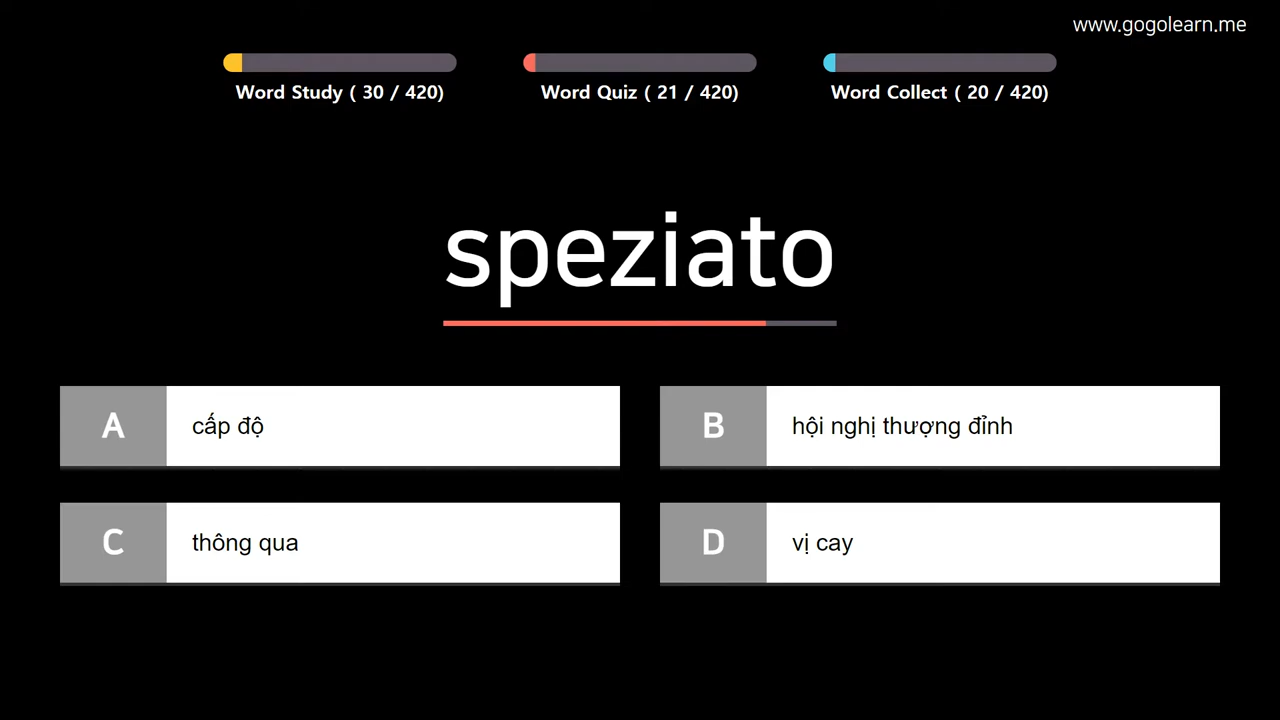 www.gogolearn.me
Word Study ( 30 / 420)
Word Quiz ( 21 / 420)
Word Collect ( 20 / 420)
speziato
A cấp độ
B hội nghị thượng đỉnh
C thông qua
D vị cay